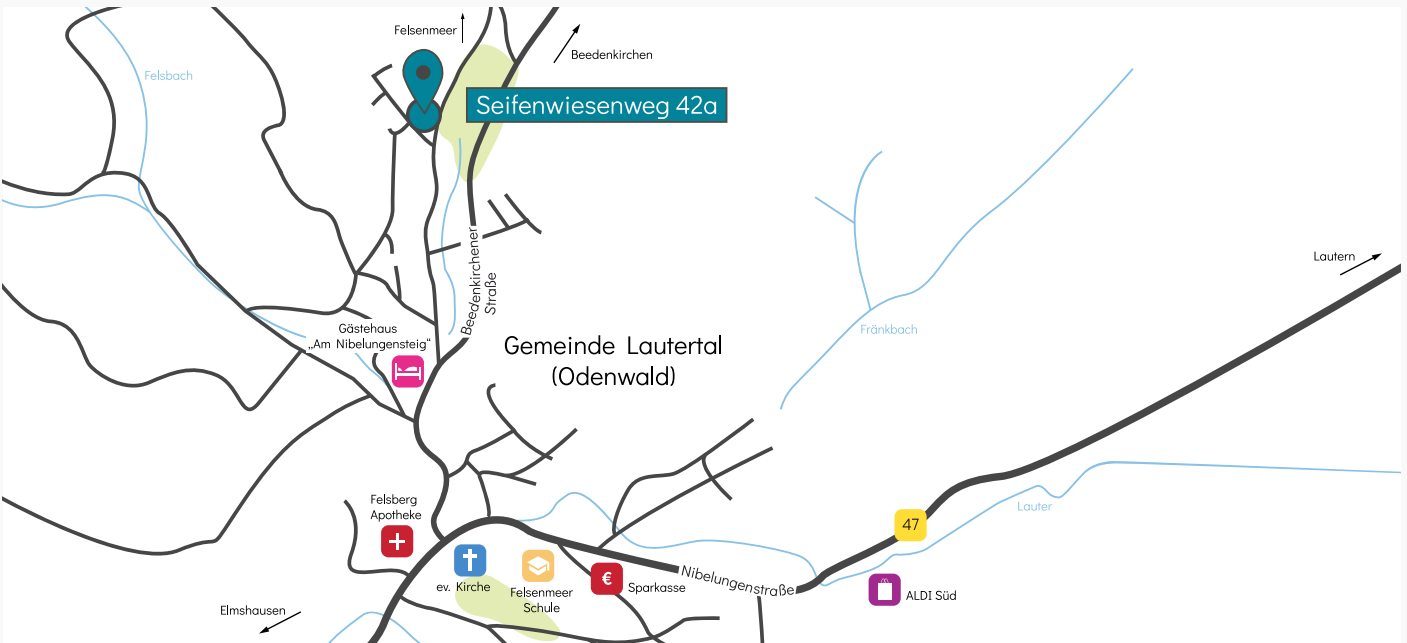 Felsenmeer
Beedenkirchen
Felsbach
Seifenwiesenweg 42a
Lautern
Beedenkirchener
Straße
Gästehaus
„Am Nibelungensteig“
Fränkbach
Gemeinde Lautertal
(Odenwald)
Felsberg
Apotheke
Lauter
47
ev. Kirche
Felsenmeer
Schule
€
Sparkasse
Nibelungenstraße
ALDI Süd
Elmshausen